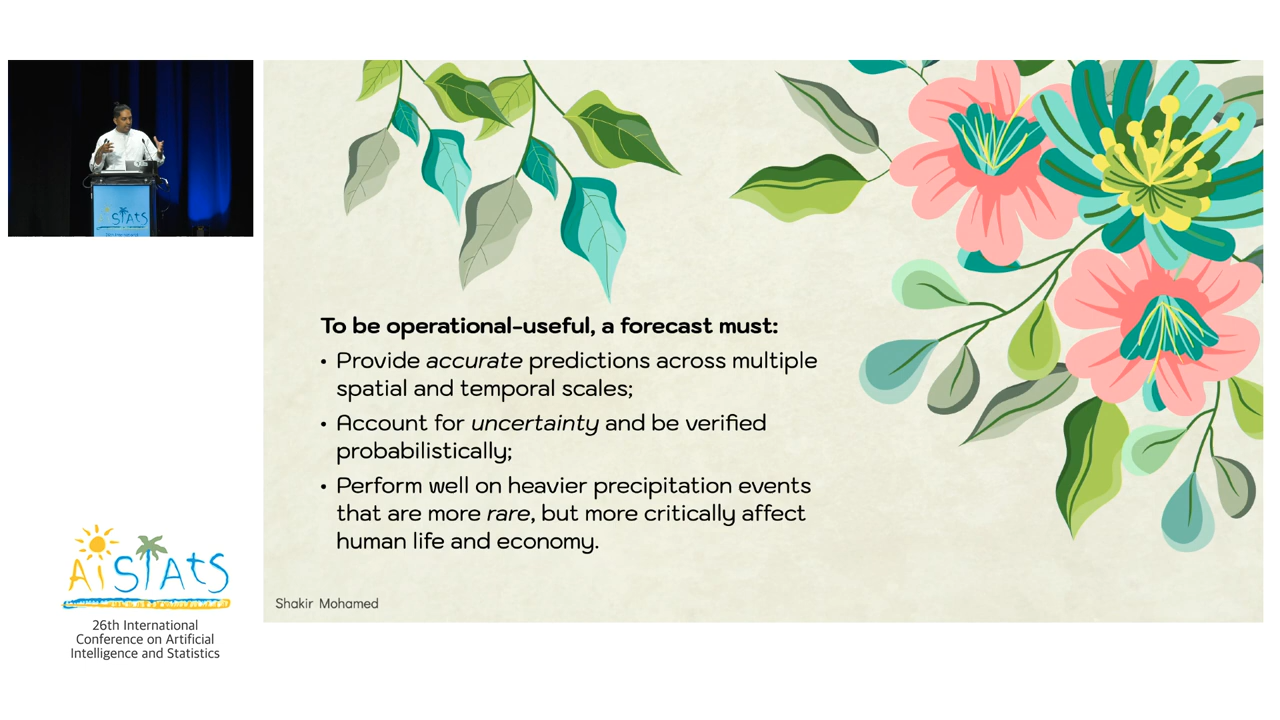 AiStAtS
To be operational-useful, a forecast must:
• Provide accurate predictions across multiple
spatial and temporal scales;
• Account for uncertainty and be verified
probabilistically;
• Perform well on heavier precipitation events
that are more rare, but more critically affect
human life and economy.
Shakir Mohamed
AiStAtS
26th International
Conference on Artificial
Intelligence and Statistics